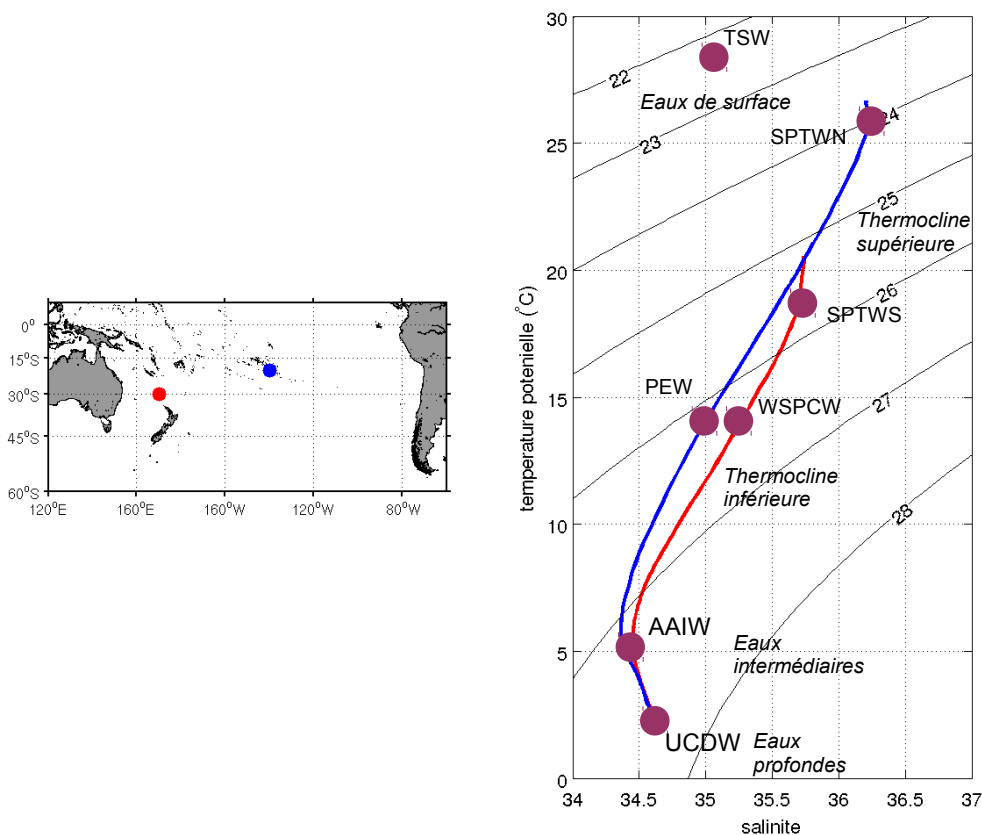 0°
15°S
30°S
45°S
60°S
120°E
160°E
160°W
120°W
80°W
temperature potenielle (°C)
30
25
20
15
10
5
0
34
34.5
35
35.5
36
36.5
37
salinite
22
23
24
25
26
27
28
TSW
Eaux de surface
SPTWN
Thermocline
supérieure
SPTWS
PEW
WSPCW
Thermocline
inférieure
AAIW
Eaux
intermédiaires
UCDW
Eaux
profondes